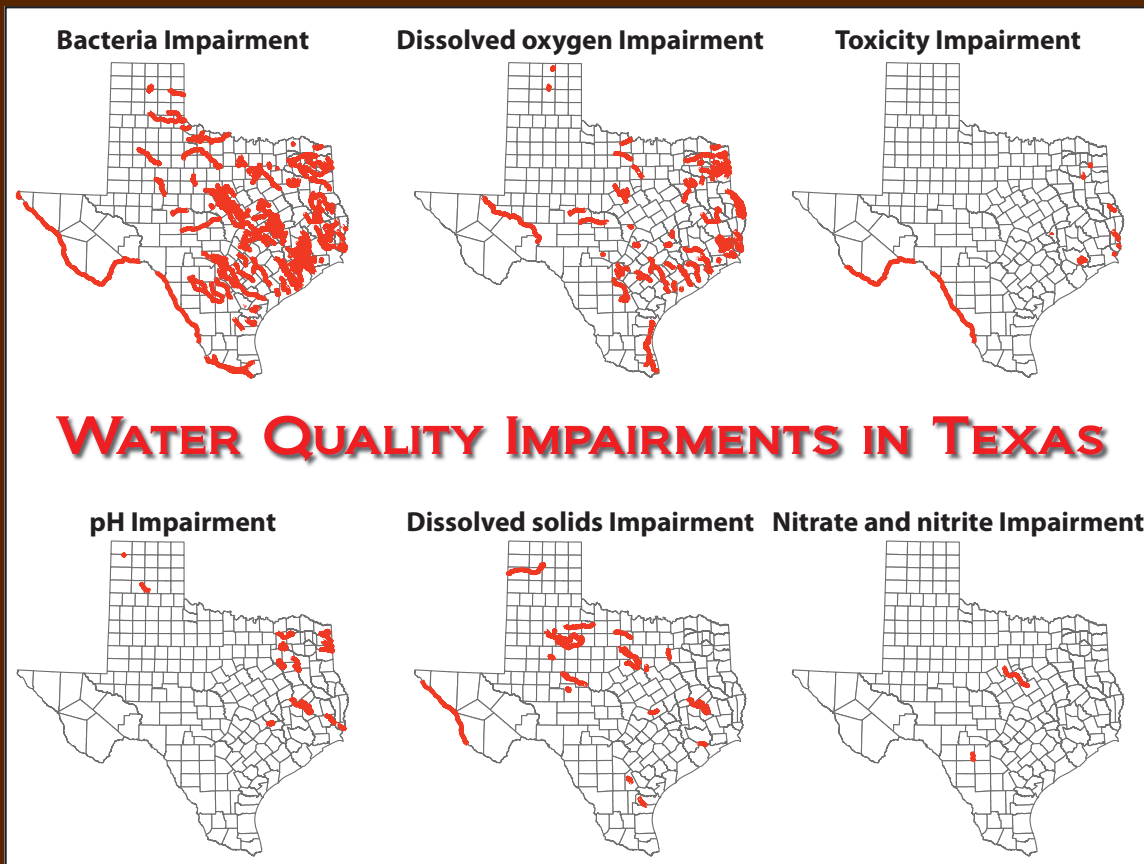 Bacteria Impairment
Dissolved oxygen Impairment
Toxicity Impairment
WATER QUALITY IMPAIRMENTS IN TEXAS
pH Impairment
Dissolved solids Impairment
Nitrate and nitrite Impairment